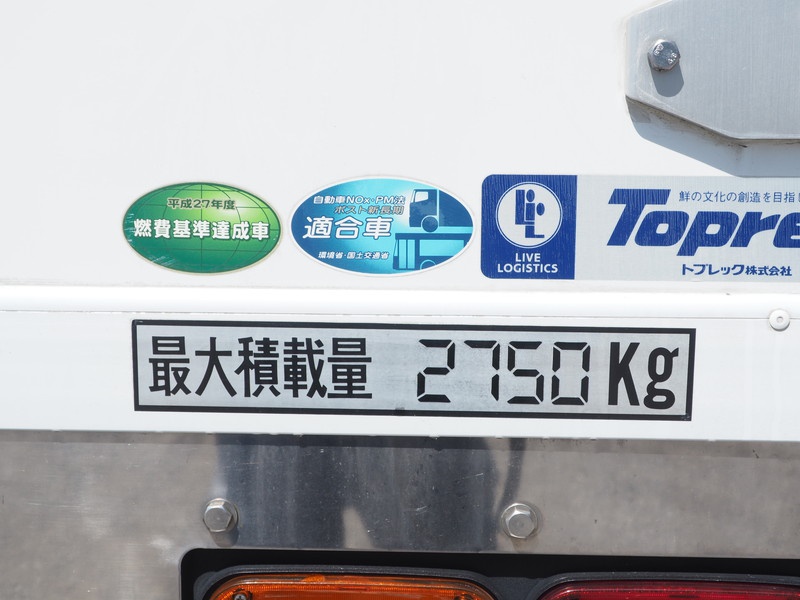 平成27年度
燃費基準達成車
自動車NOx・PM法
ポスト新長期
適合車
環境省・国土交通省
LIVE
LOGISTICS
鮮の文化の創造を目指
Topre
トプレック株式会社
最大積載量 2750Kg